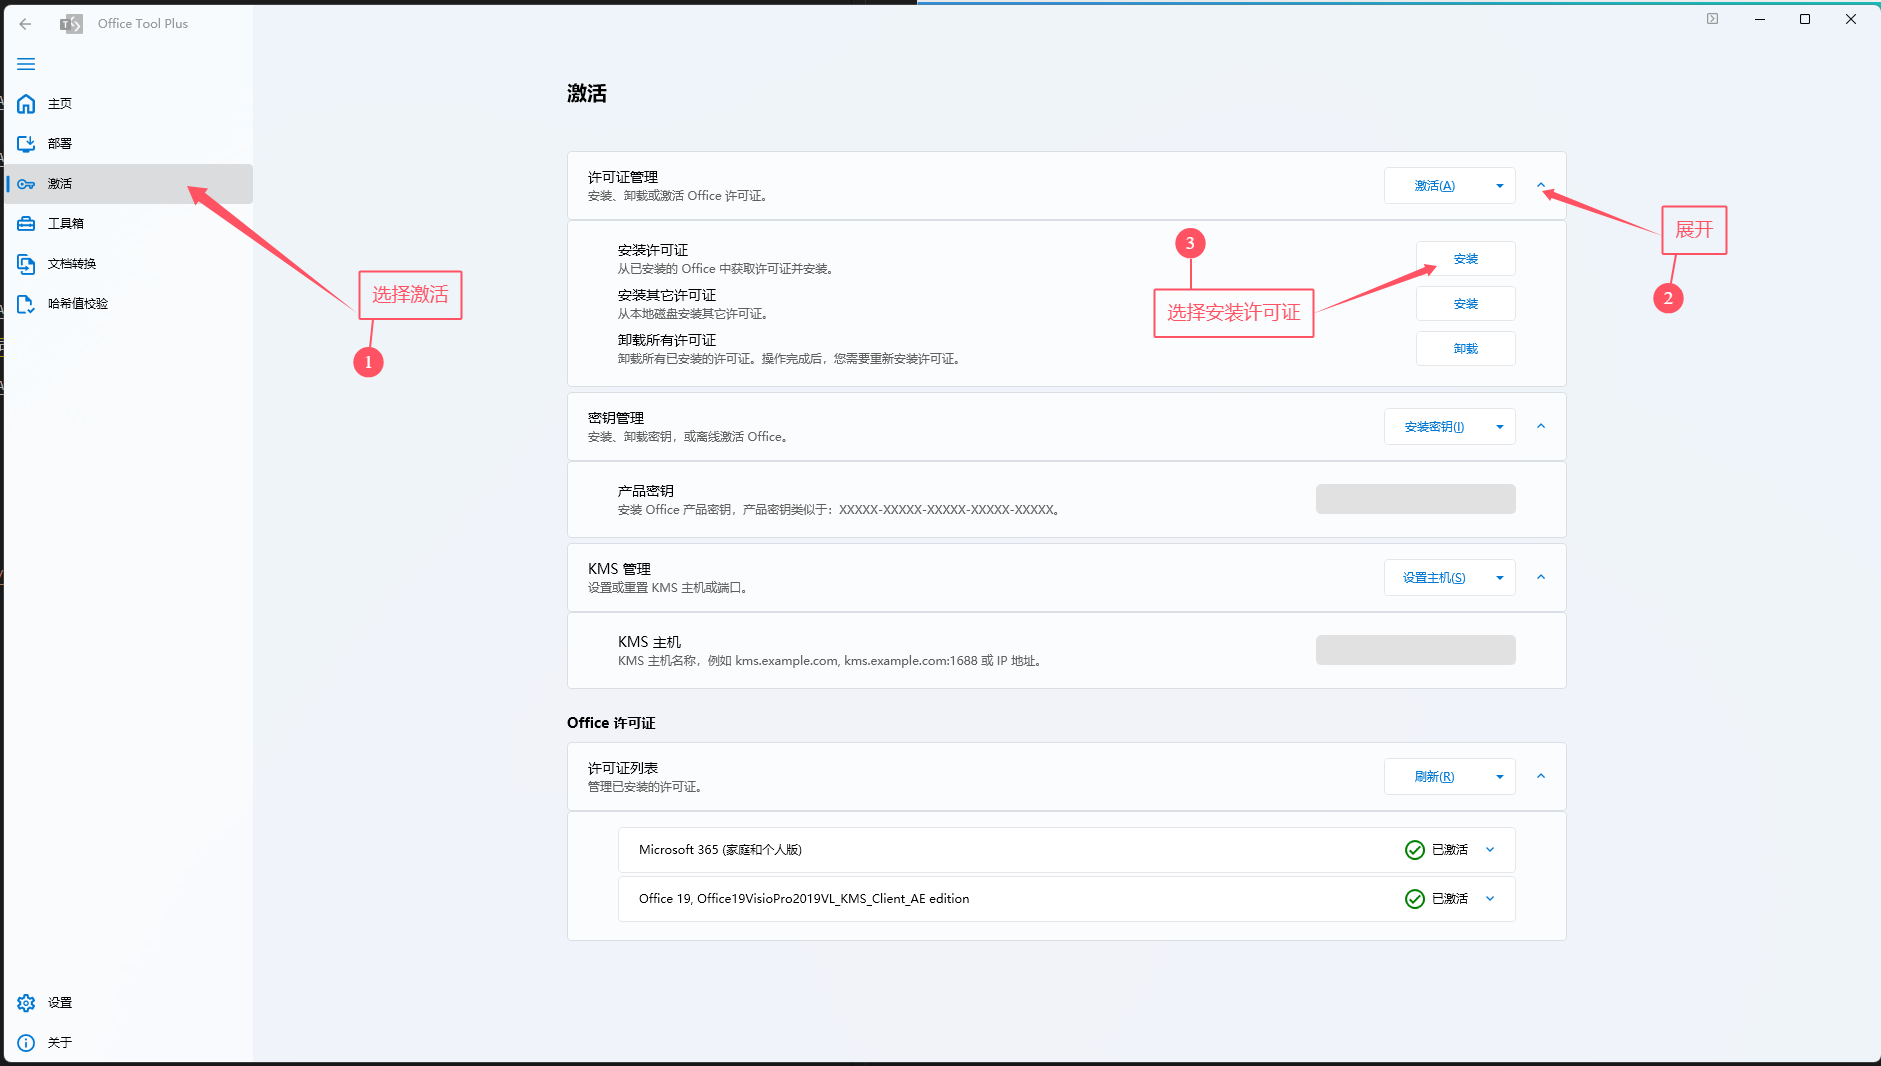 Office Tool Plus
主页
部署
激活
工具箱
文档转换
哈希值校验
设置
关于
选择激活
1
激活
许可证管理
安装、卸载或激活 Office 许可证。
激活(A)
展开
2
安装许可证
从已安装的 Office 中获取许可证并安装。
安装
3
选择安装许可证
安装其它许可证
从本地磁盘安装其它许可证。
安装
卸载所有许可证
卸载所有已安装的许可证。操作完成后，您需要重新安装许可证。
卸载
密钥管理
安装、卸载密钥，或离线激活 Office。
安装密钥(I)
产品密钥
安装 Office 产品密钥，产品密钥类似于：XXXXX-XXXXX-XXXXX-XXXXX-XXXXX。
KMS 管理
设置或重置 KMS 主机或端口。
设置主机(S)
KMS 主机
KMS 主机名称，例如 kms.example.com, kms.example.com:1688 或 IP 地址。
Office 许可证
许可证列表
管理已安装的许可证。
刷新(R)
Microsoft 365 (家庭和个人版)
已激活
Office 19, Office19VisioPro2019VL_KMS_Client_AE edition
已激活